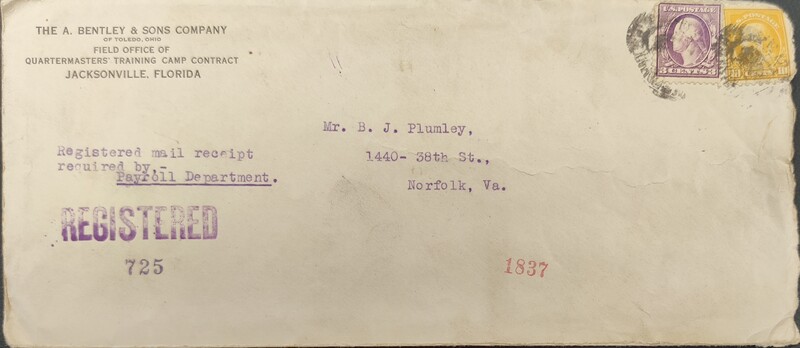 THE A. BENTLEY & SONS COMPANY
OF TOLEDO, OHIO
FIELD OFFICE OF
QUARTERMASTERS' TRAINING CAMP CONTRACT
JACKSONVILLE, FLORIDA
U.S. POSTAGE
3 CENTS 3
Mr. B. J. Plumley,
1440- 38th St.,
Norfolk, Va.
Registered mail receipt
required by,-
Payroll Department.
REGISTERED
725
1837